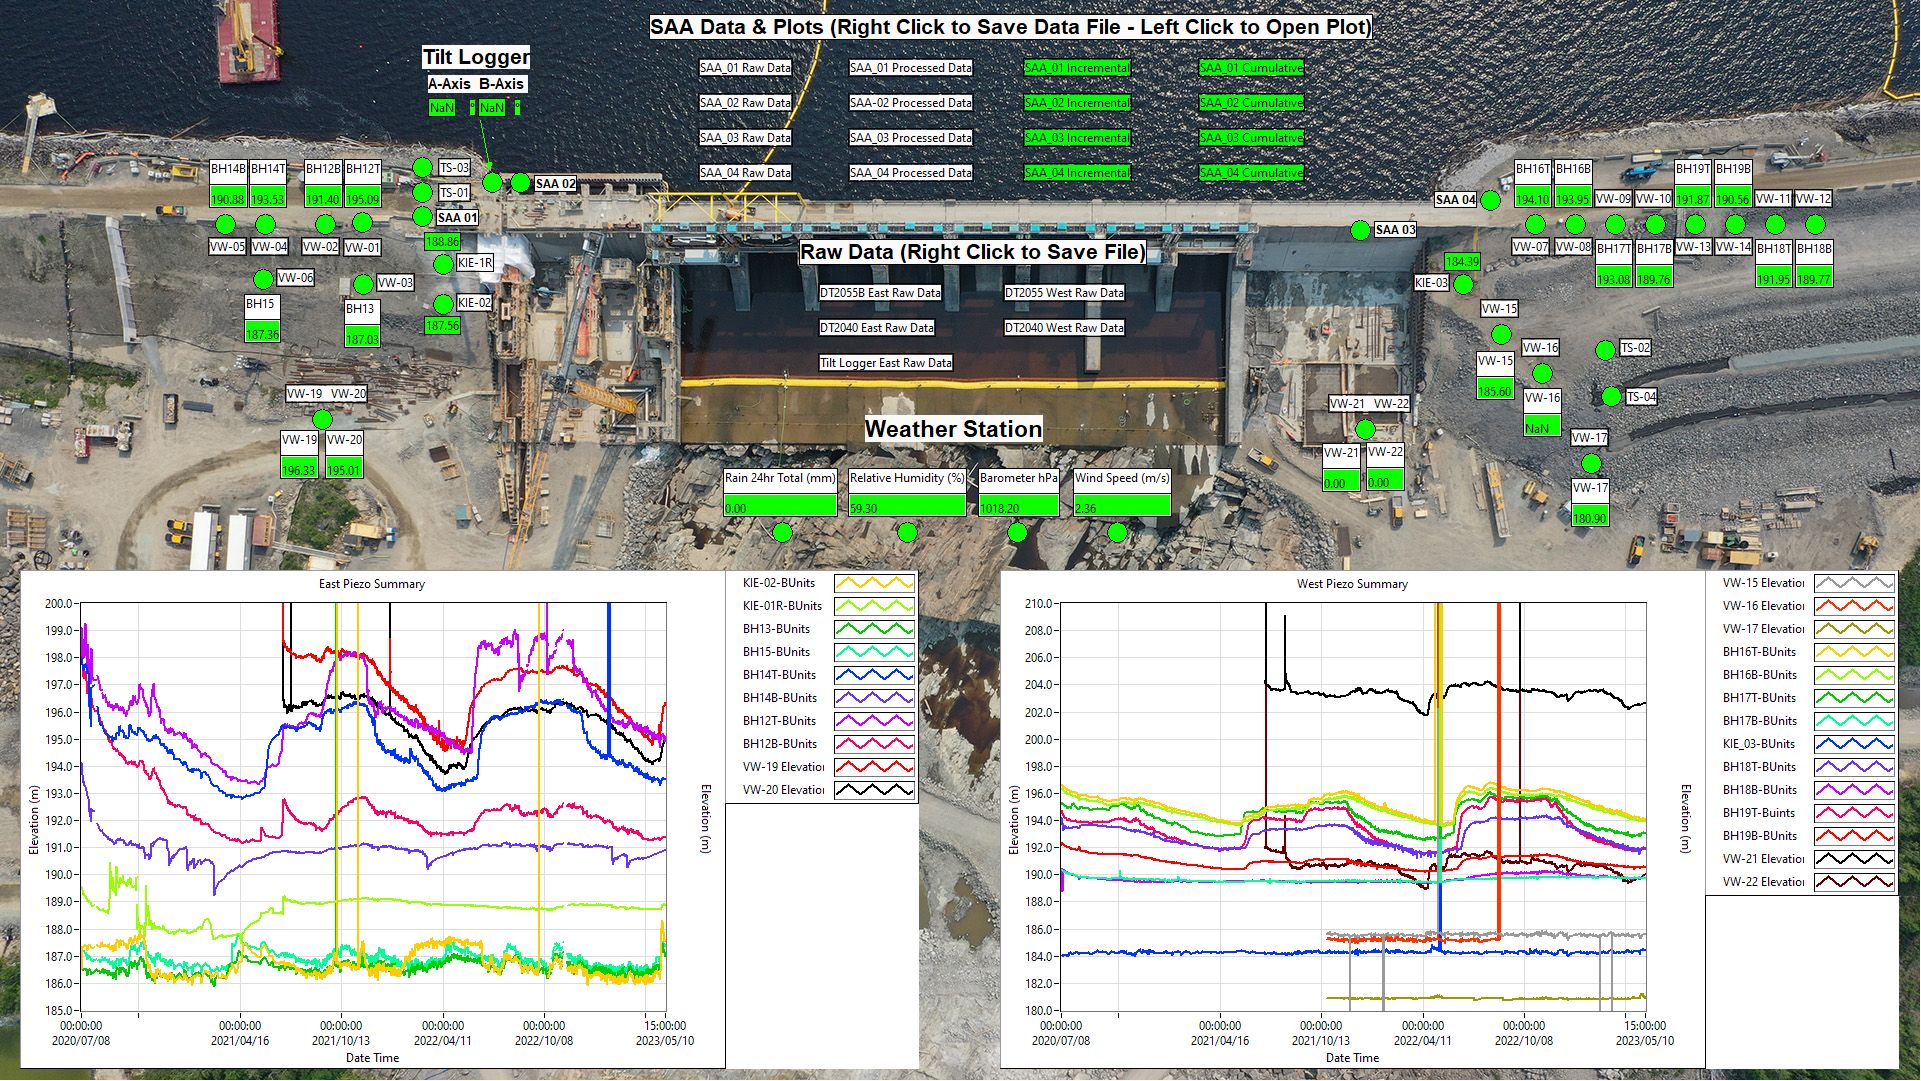 SAA Data & Plots (Right Click to Save Data File - Left Click to Open Plot)
Tilt Logger
A-Axis B-Axis
NaN ° NaN °
SAA_01 Raw Data SAA_01 Processed Data SAA_01 Incremental SAA_01 Cumulative
SAA_02 Raw Data SAA-02 Processed Data SAA_02 Incremental SAA_02 Cumulative
SAA_03 Raw Data SAA_03 Processed Data SAA_03 Incremental SAA_03 Cumulative
SAA_04 Raw Data SAA_04 Processed Data SAA_04 Incremental SAA_04 Cumulative
BH14B BH14T BH12B BH12T
190.88 193.53 191.40 195.09
VW-05 VW-04 VW-02 VW-01
TS-03
TS-01
SAA 01
SAA 02
188.86
KIE-1R
KIE-02
187.56
VW-06
VW-03
BH15
187.36
BH13
187.03
VW-19 VW-20
VW-19 VW-20
196.33 195.01
Raw Data (Right Click to Save File)
DT2055B East Raw Data DT2055 West Raw Data
DT2040 East Raw Data DT2040 West Raw Data
Tilt Logger East Raw Data
Weather Station
Rain 24hr Total (mm) Relative Humidity (%) Barometer hPa Wind Speed (m/s)
0.00 59.30 1018.20 2.36
SAA 04
SAA 03
BH16T BH16B BH19T BH19B
194.10 193.95 VW-09 VW-10 191.87 190.56 VW-11 VW-12
VW-07 VW-08 BH17T BH17B VW-13 VW-14 BH18T BH18B
193.08 189.76 191.95 189.77
184.39
KIE-03
VW-15
VW-15
185.60
VW-16
VW-16
NaN
TS-02
TS-04
VW-17
VW-17
180.90
VW-21 VW-22
VW-21 VW-22
0.00 0.00
East Piezo Summary
200.0
199.0
198.0
197.0
196.0
195.0
194.0
193.0
192.0
191.0
190.0
189.0
188.0
187.0
186.0
185.0
Elevation (m)
Elevation (m)
00:00:00 00:00:00 00:00:00 00:00:00 00:00:00 15:00:00
2020/07/08 2021/04/16 2021/10/13 2022/04/11 2022/10/08 2023/05/10
Date Time
KIE-02-BUnits
KIE-01R-BUnits
BH13-BUnits
BH15-BUnits
BH14T-BUnits
BH14B-BUnits
BH12T-BUnits
BH12B-BUnits
VW-19 Elevation
VW-20 Elevation
West Piezo Summary
210.0
208.0
206.0
204.0
202.0
200.0
198.0
196.0
194.0
192.0
190.0
188.0
186.0
184.0
182.0
180.0
Elevation (m)
Elevation (m)
00:00:00 00:00:00 00:00:00 00:00:00 00:00:00 15:00:00
2020/07/08 2021/04/16 2021/10/13 2022/04/11 2022/10/08 2023/05/10
Date Time
VW-15 Elevation
VW-16 Elevation
VW-17 Elevation
BH16T-BUnits
BH16B-BUnits
BH17T-BUnits
BH17B-BUnits
KIE_03-BUnits
BH18T-BUnits
BH18B-BUnits
BH19T-Buints
BH19B-BUnits
VW-21 Elevation
VW-22 Elevation